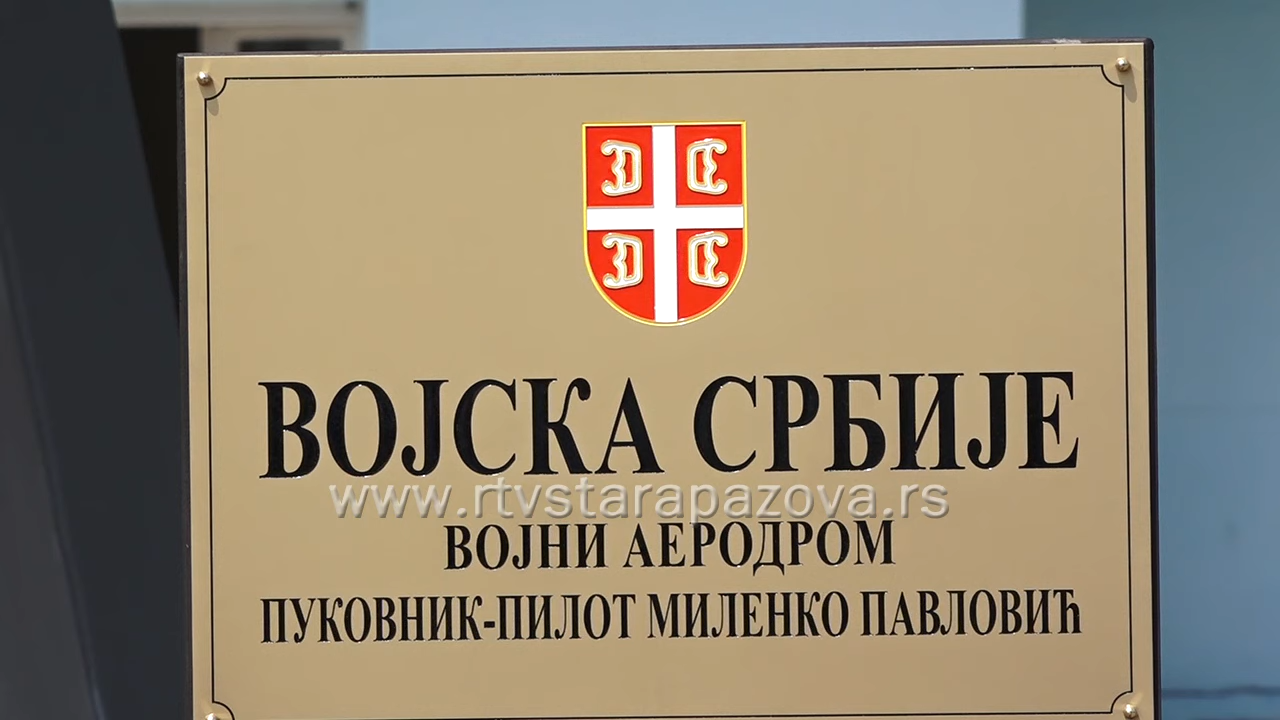 ВОЈСКА СРБИЈЕ
www.rtvstarapazova.rs
ВОЈНИ АЕРОДРОМ
ПУКОВНИК-ПИЛОТ МИЛЕНКО ПАВЛОВИЋ